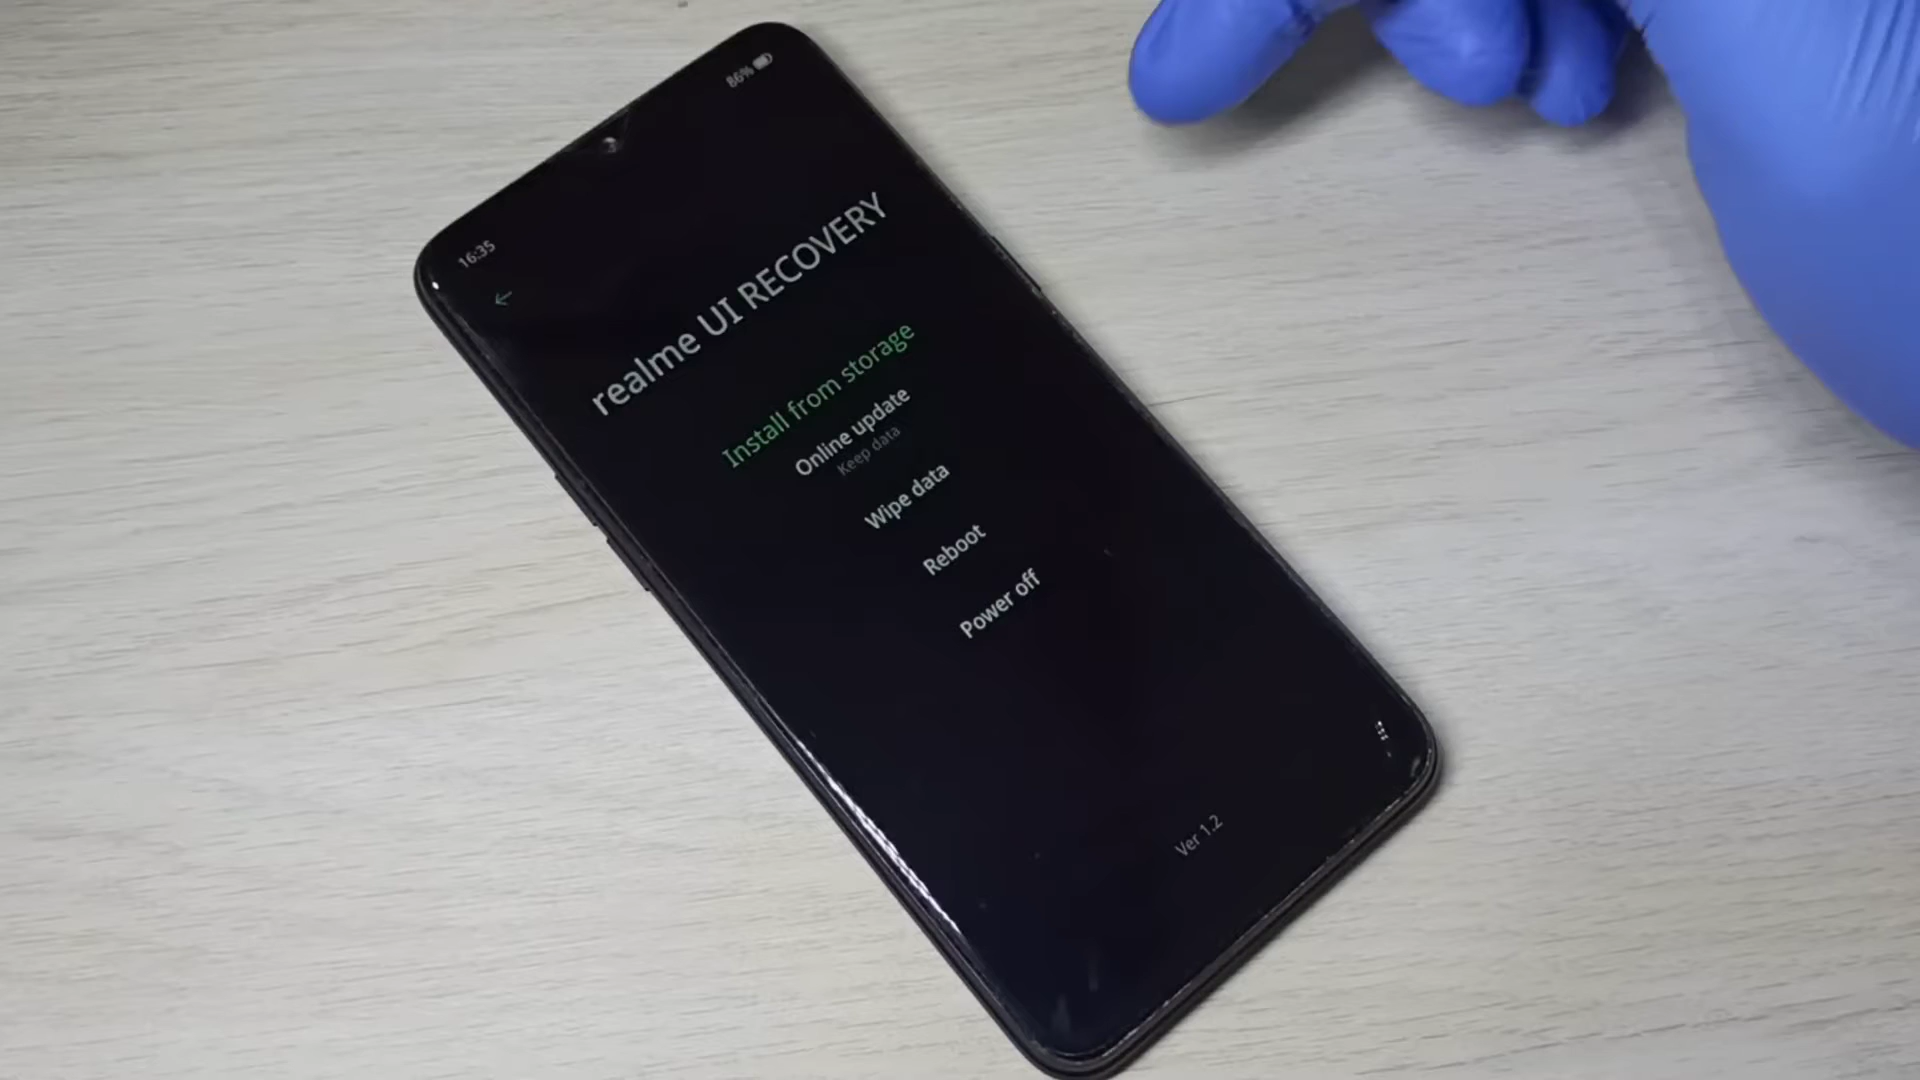 16:35
86%
realme UI RECOVERY
Install from storage
Online update
Keep data
Wipe data
Reboot
Power off
Ver 1.2